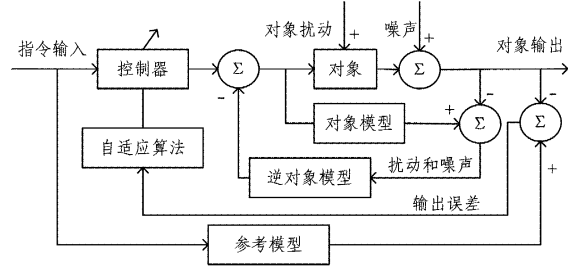 对象扰动 噪声
指令输入 + + 对象输出
控制器 Σ 对象 Σ
- - -
对象模型 + Σ Σ
自适应算法
扰动和噪声 +
逆对象模型
输出误差
参考模型